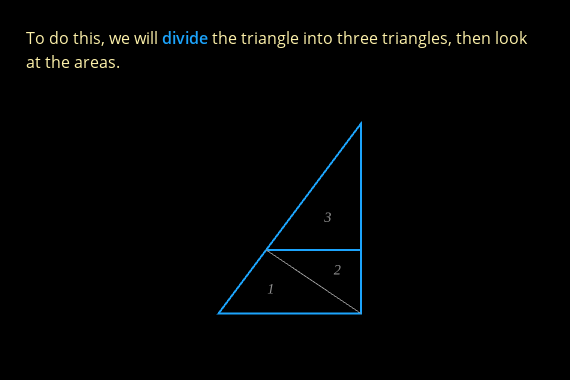 To do this, we will divide the triangle into three triangles, then look
at the areas.
3
2
1